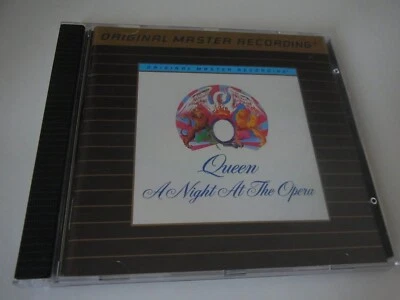 ORIGINAL MASTER RECORDING
ORIGINAL MASTER RECORDING
Queen
A Night At The Opera